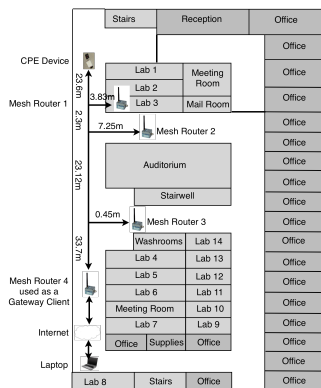 Stairs
Reception
Office
Office
CPE Device
Lab 1
Meeting
Room
Office
23.6m
Lab 2
Mesh Router 1
3.83m
Lab 3
Mail Room
Office
2.3m
Office
7.25m
Mesh Router 2
Office
Office
23.12m
Auditorium
Office
Office
Stairwell
Office
0.45m
Mesh Router 3
Office
33.7m
Washrooms
Lab 14
Office
Lab 4
Lab 13
Office
Mesh Router 4
used as a
Gateway Client
Lab 5
Lab 12
Office
Lab 6
Lab 11
Office
Meeting Room
Lab 10
Office
Internet
Lab 7
Lab 9
Office
Office
Supplies
Office
Office
Laptop
Office
Lab 8
Stairs
Office
Office